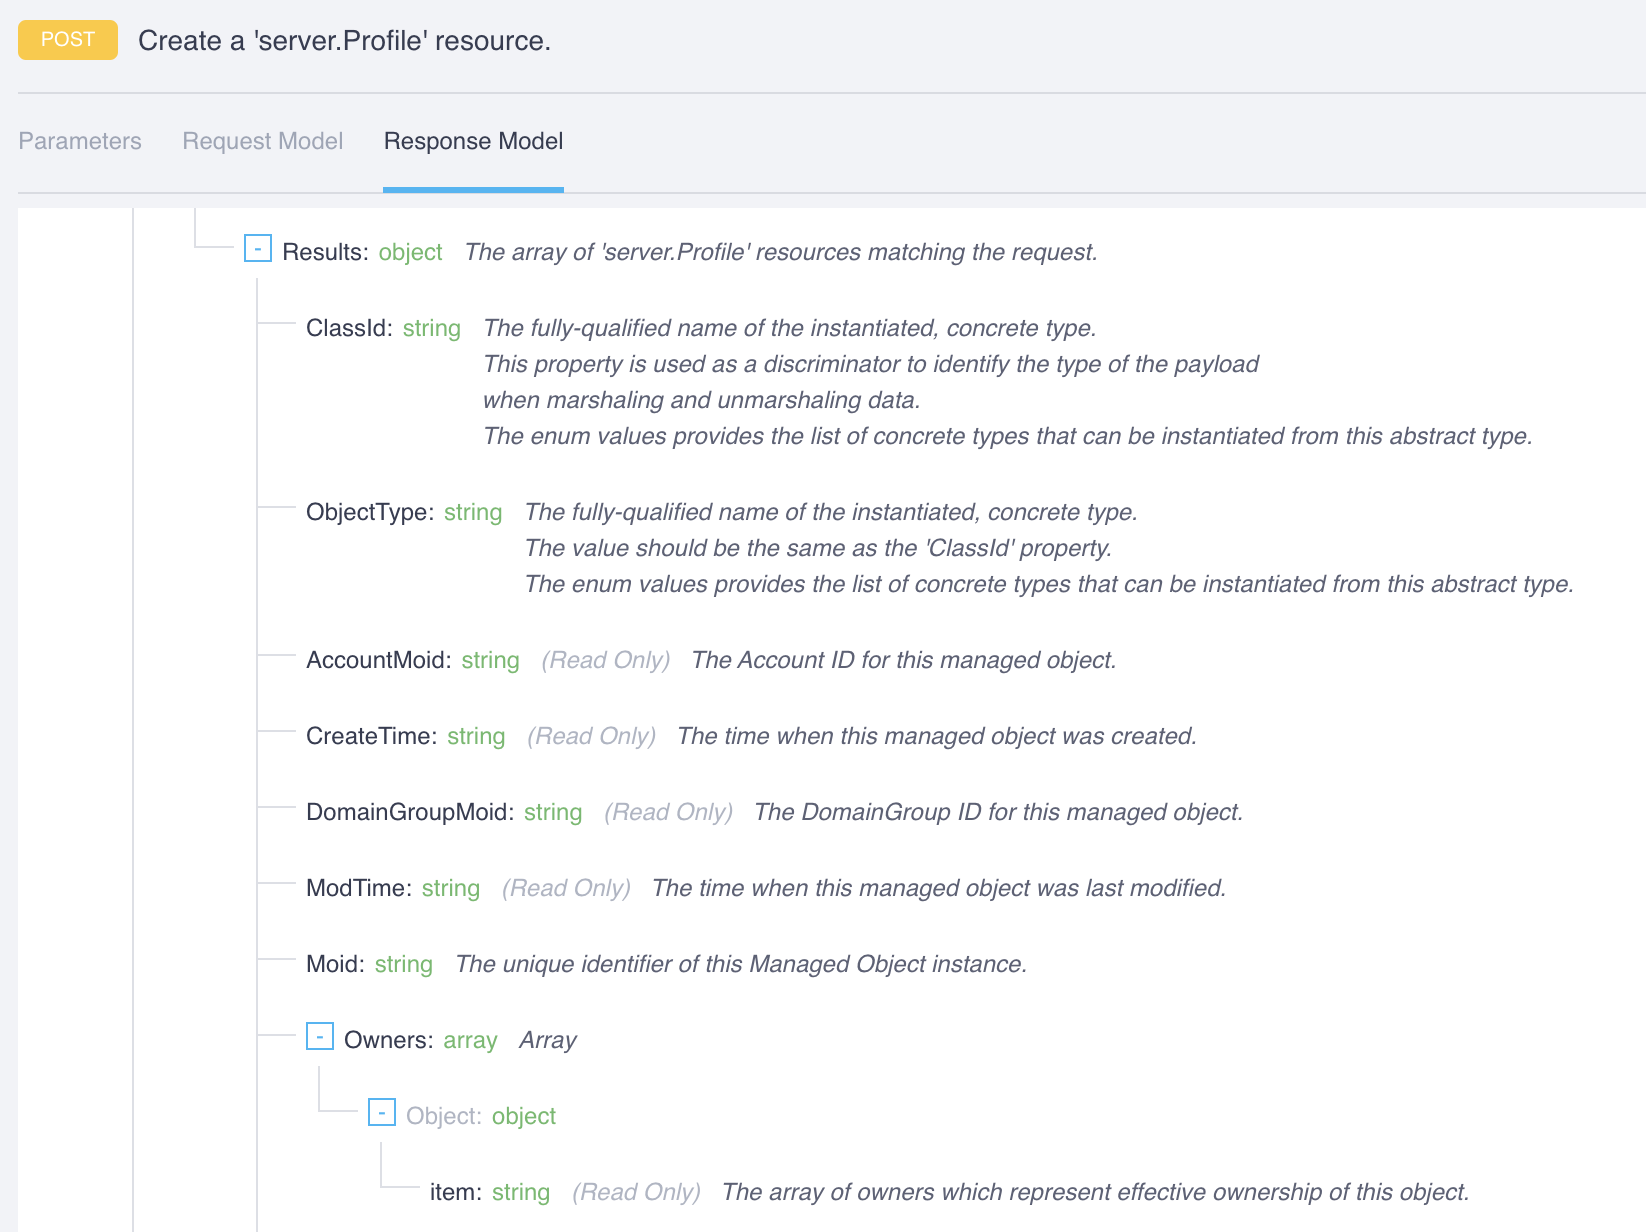 POST Create a 'server.Profile' resource.
Parameters Request Model Response Model
- Results: object The array of 'server.Profile' resources matching the request.
ClassId: string The fully-qualified name of the instantiated, concrete type.
This property is used as a discriminator to identify the type of the payload
when marshaling and unmarshaling data.
The enum values provides the list of concrete types that can be instantiated from this abstract type.
ObjectType: string The fully-qualified name of the instantiated, concrete type.
The value should be the same as the 'ClassId' property.
The enum values provides the list of concrete types that can be instantiated from this abstract type.
AccountMoid: string (Read Only) The Account ID for this managed object.
CreateTime: string (Read Only) The time when this managed object was created.
DomainGroupMoid: string (Read Only) The DomainGroup ID for this managed object.
ModTime: string (Read Only) The time when this managed object was last modified.
Moid: string The unique identifier of this Managed Object instance.
- Owners: array Array
- Object: object
item: string (Read Only) The array of owners which represent effective ownership of this object.